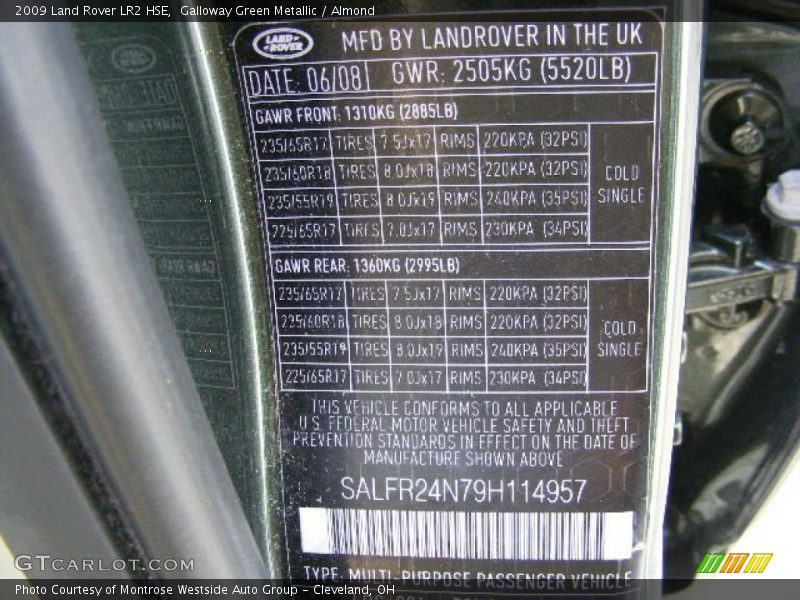 2009 Land Rover LR2 HSE,  Galloway Green Metallic / Almond
LAND-ROVER MFD BY LANDROVER IN THE UK
DATE: 06/08 GWR: 2505KG (5520LB)
GAWR FRONT: 1310KG (2885LB)
235/65R17 TIRES 7.5Jx17 RIMS 220KPA (32PSI)
235/60R18 TIRES 8.0Jx18 RIMS 220KPA (32PSI)
235/55R19 TIRES 8.0Jx19 RIMS 240KPA (35PSI)
225/65R17 TIRES 7.0Jx17 RIMS 230KPA (34PSI)
COLD
SINGLE
GAWR REAR: 1360KG (2995LB)
235/65R17 TIRES 7.5Jx17 RIMS 220KPA (32PSI)
235/60R18 TIRES 8.0Jx18 RIMS 220KPA (32PSI)
235/55R19 TIRES 8.0Jx19 RIMS 240KPA (35PSI)
225/65R17 TIRES 7.0Jx17 RIMS 230KPA (34PSI)
COLD
SINGLE
THIS VEHICLE CONFORMS TO ALL APPLICABLE
U.S. FEDERAL MOTOR VEHICLE SAFETY AND THEFT
PREVENTION STANDARDS IN EFFECT ON THE DATE OF
MANUFACTURE SHOWN ABOVE
SALFR24N79H114957
TYPE: MULTI-PURPOSE PASSENGER VEHICLE
GTCARLOT.COM
Photo Courtesy of Montrose Westside Auto Group - Cleveland, OH